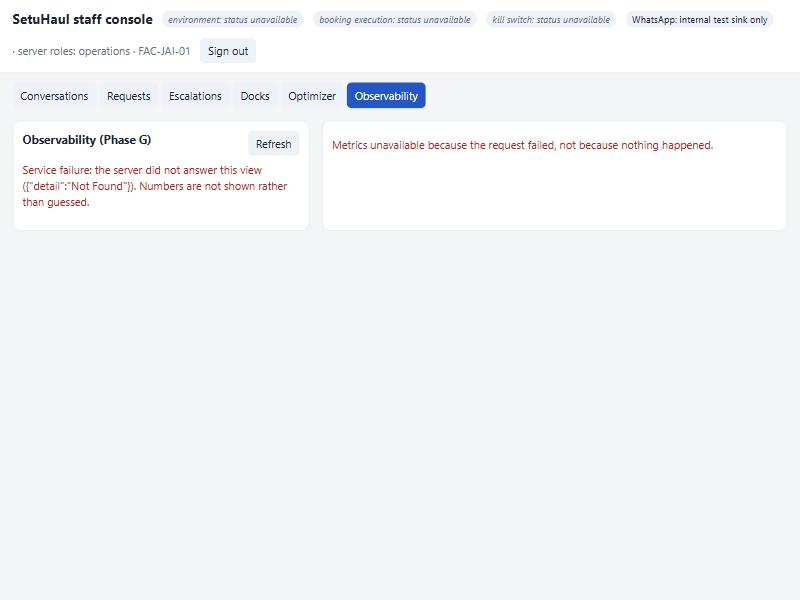 SetuHaul staff console environment: status unavailable booking execution: status unavailable kill switch: status unavailable WhatsApp: internal test sink only
· server roles: operations · FAC-JAI-01 Sign out
Conversations Requests Escalations Docks Optimizer Observability
Observability (Phase G) Refresh
Service failure: the server did not answer this view
({"detail":"Not Found"}). Numbers are not shown rather
than guessed.
Metrics unavailable because the request failed, not because nothing happened.